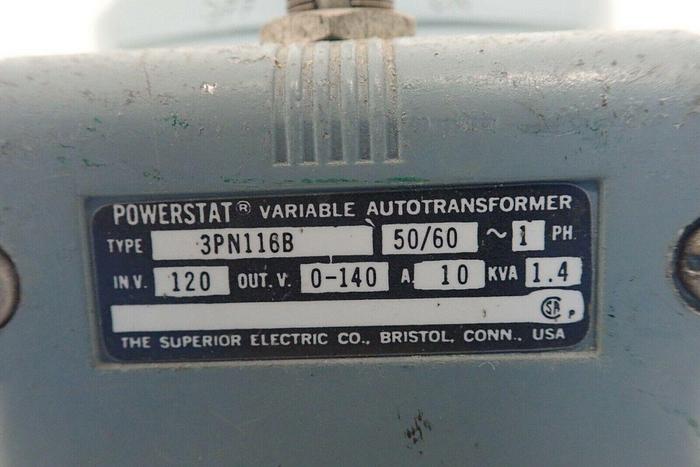 POWERSTAT® VARIABLE AUTOTRANSFORMER
TYPE 3PN116B 50/60 ~ 1 PH.
IN V. 120 OUT. V. 0-140 A. 10 KVA 1.4
SA P
THE SUPERIOR ELECTRIC CO., BRISTOL, CONN., USA